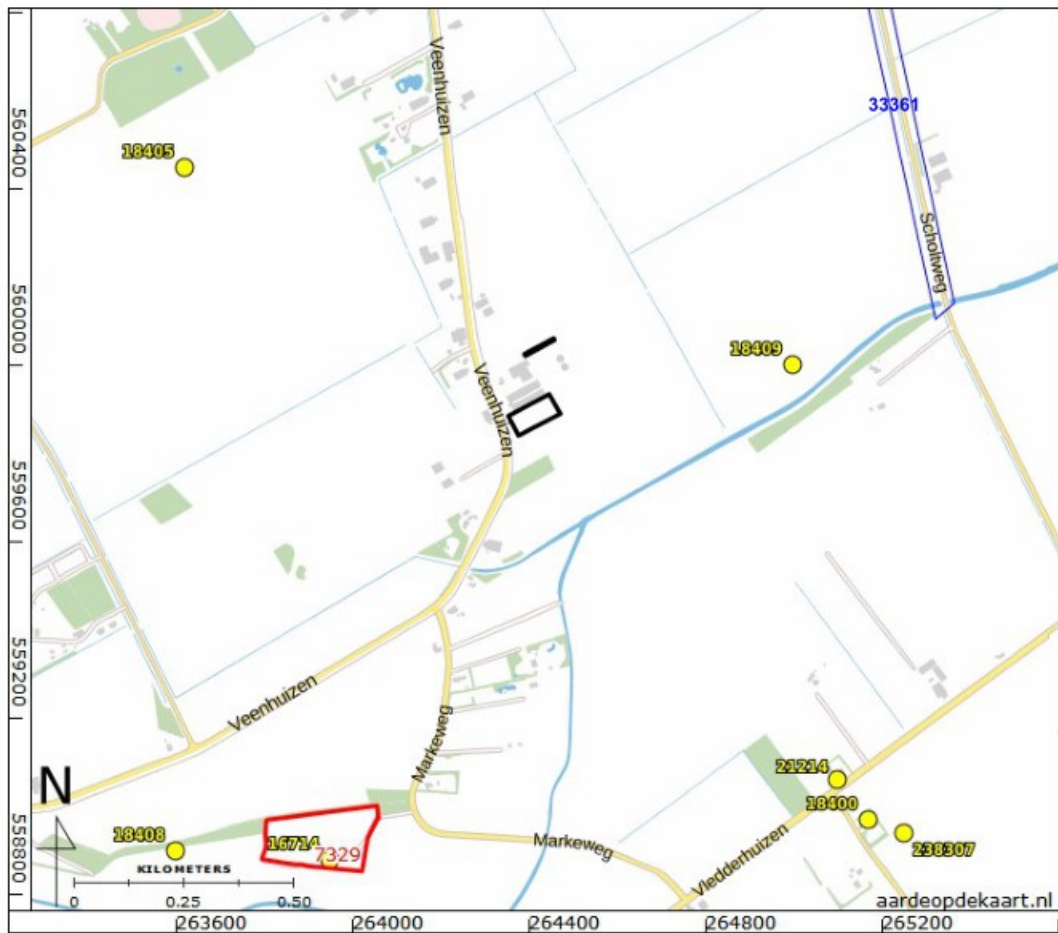 Veenhuizen
33361
560400
18405
Scholtweg
560000
18409
Veenhuizen
559600
559200
Veenhuizen
Markeweg
N
21214
18400
558800
18408
16714
7329
Markeweg
Vledderhuizen
238307
KILOMETERS
0 0.25 0.50
aardeopdekaart.nl
263600 264000 264400 264800 265200